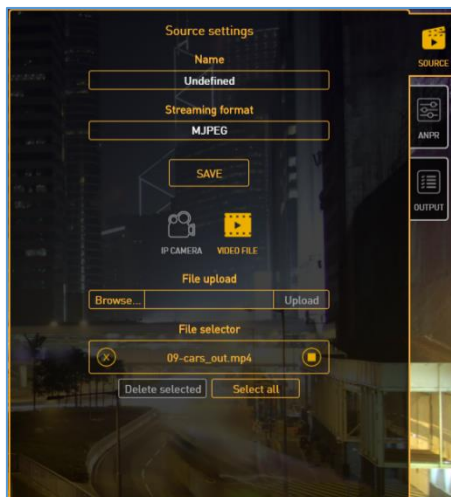 Source settings
SOURCE
Name
Undefined
Streaming format
MJPEG
ANPR
SAVE
OUTPUT
IP CAMERA VIDEO FILE
File upload
Browse... Upload
File selector
X 09-cars_out.mp4
Delete selected Select all